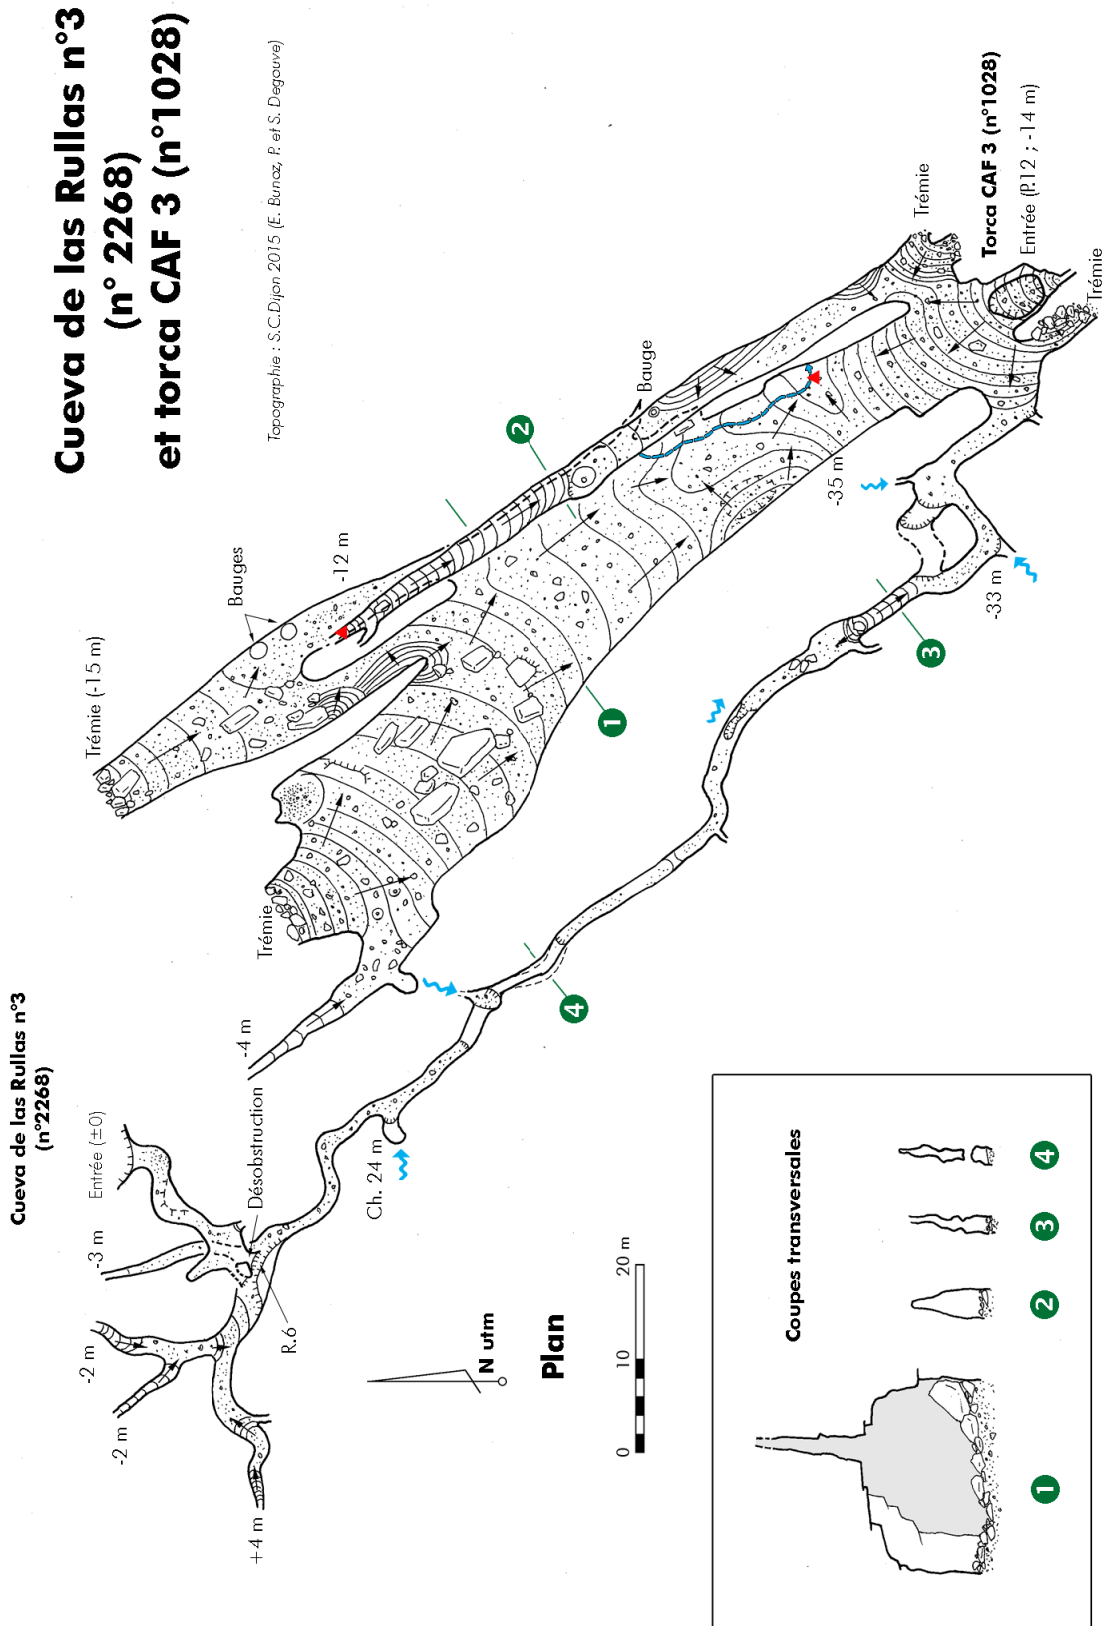 Cueva de las Rullas n°3
(n° 2268)
et torca CAF 3 (n°1028)
Topographie : S.C.Dijon 2015 (E. Bunoz, P. et S. Degouve)
Cueva de las Rullas n°3
(n°2268)
Entrée (±0)
-3 m
-2 m
-2 m
+4 m
Désobstruction
R.6
Ch. 24 m
-4 m
Trémie
Trémie (-15 m)
Bauges
-12 m
2
Bauge
1
4
3
-33 m
-35 m
Trémie
Torca CAF 3 (n°1028)
Entrée (P.12 ; -14 m)
Trémie
N utm
Plan
0 10 20 m
Coupes transversales
1 2 3 4